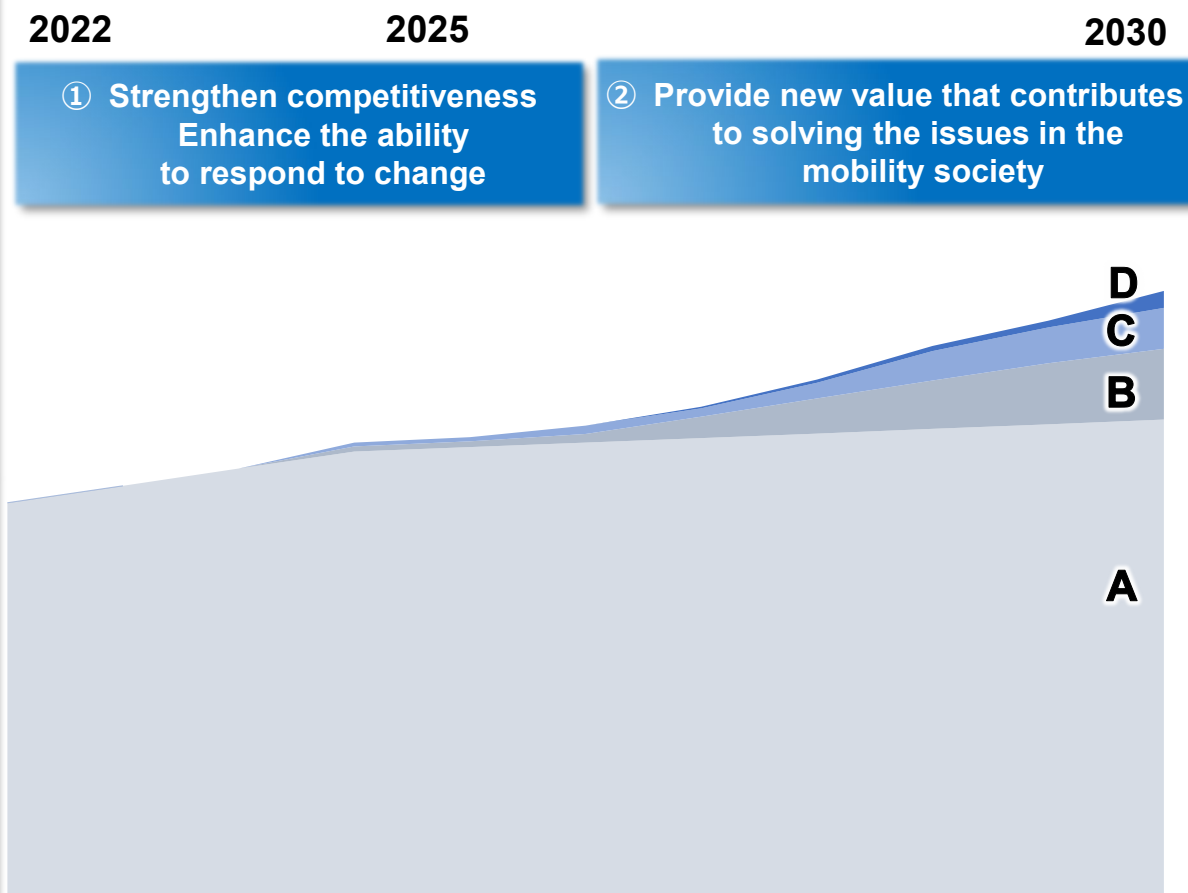 2022
2025
2030
① Strengthen competitiveness
Enhance the ability
to respond to change
② Provide new value that contributes
to solving the issues in the
mobility society
D
C
B
A